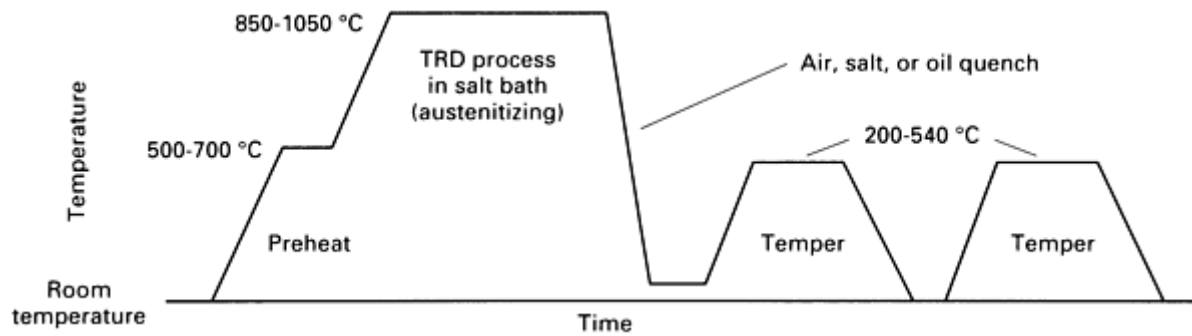 850-1050 °C
TRD process
in salt bath
(austenitizing)
Air, salt, or oil quench
Temperature
500-700 °C
200-540 °C
Preheat
Temper
Temper
Room
temperature
Time